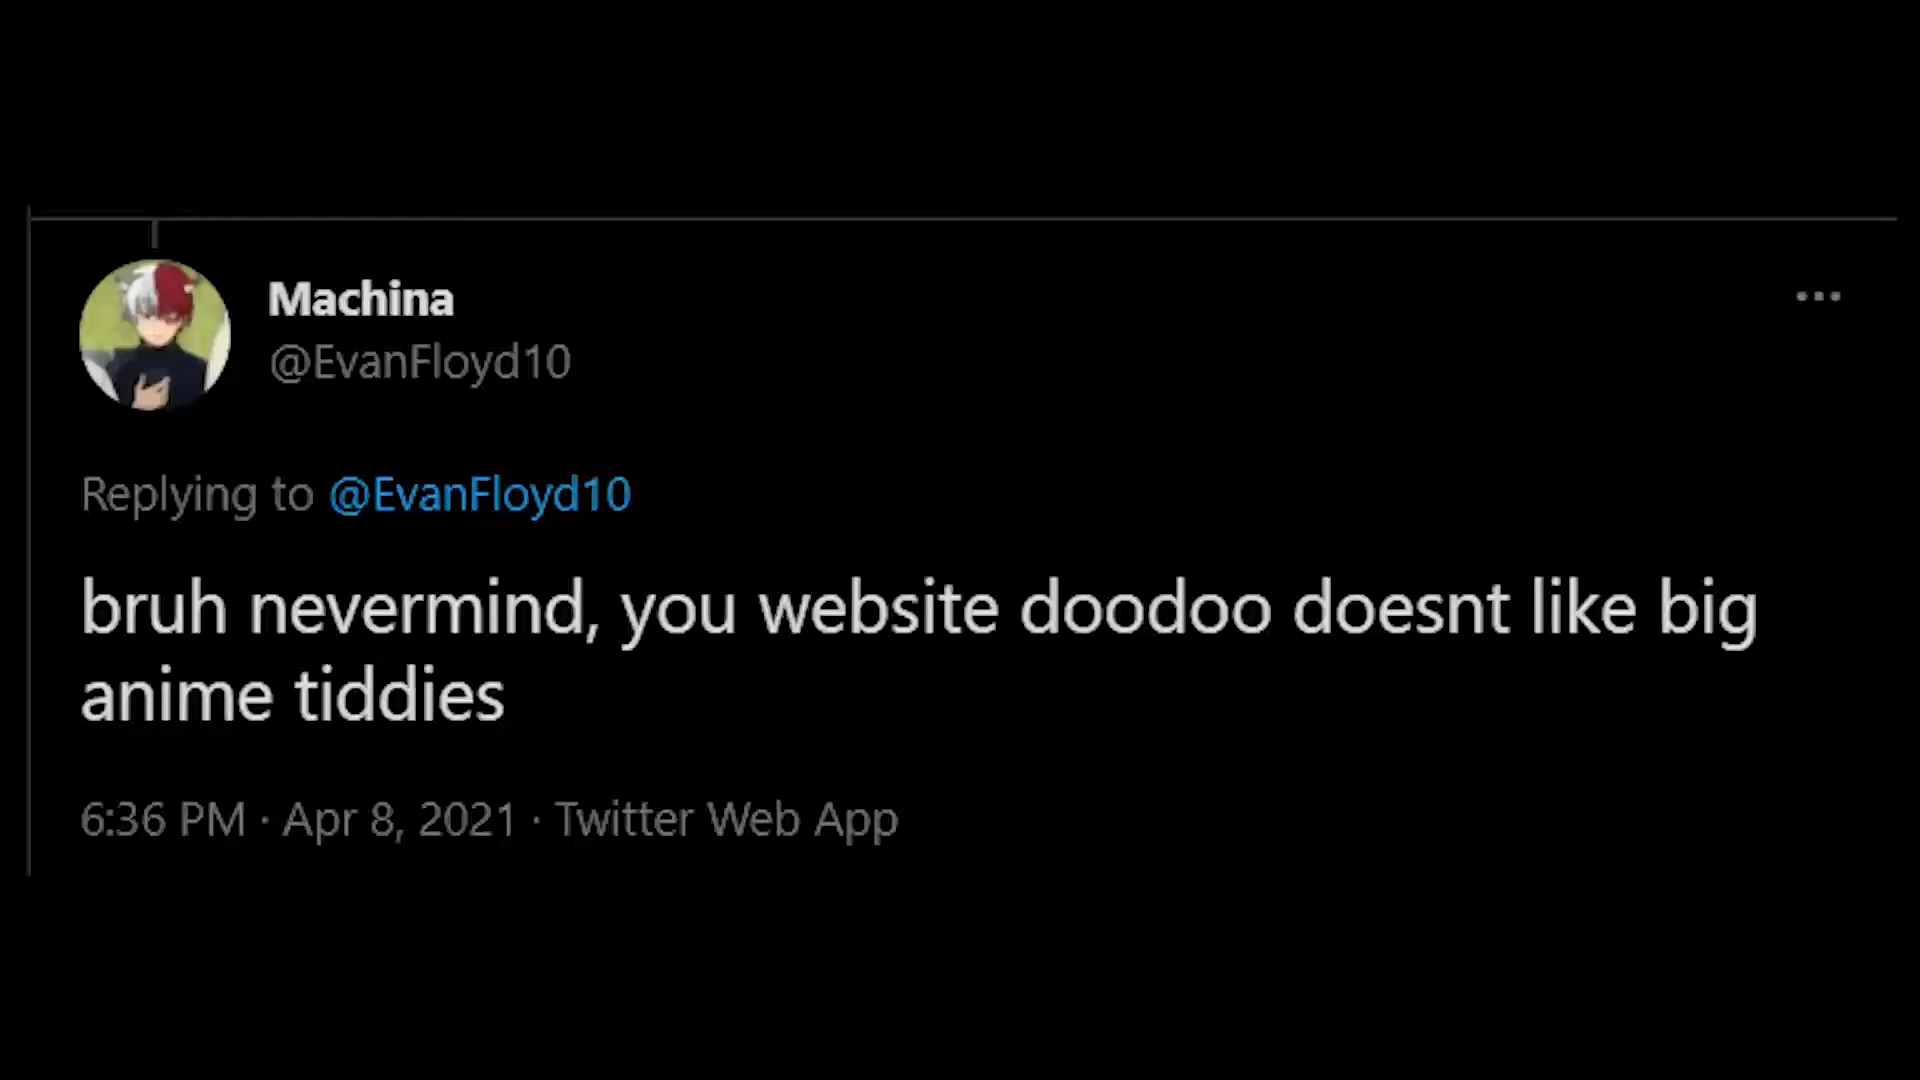 Machina
@EvanFloyd10
Replying to @EvanFloyd10
bruh nevermind, you website doodoo doesnt like big
anime tiddies
6:36 PM · Apr 8, 2021 · Twitter Web App